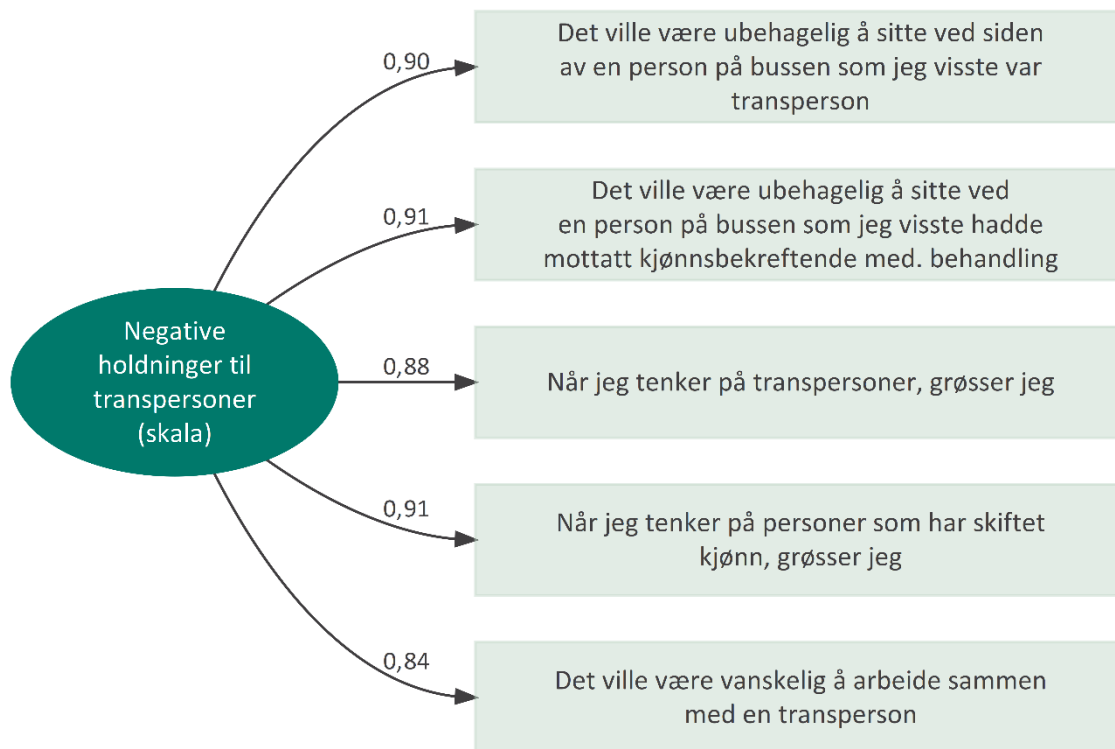 0,90
Det ville være ubehagelig å sitte ved siden
av en person på bussen som jeg visste var
transperson
0,91
Det ville være ubehagelig å sitte ved
en person på bussen som jeg visste hadde
mottatt kjønnsbekreftende med. behandling
Negative
holdninger til
transpersoner
(skala)
0,88
Når jeg tenker på transpersoner, grøsser jeg
0,91
Når jeg tenker på personer som har skiftet
kjønn, grøsser jeg
0,84
Det ville være vanskelig å arbeide sammen
med en transperson